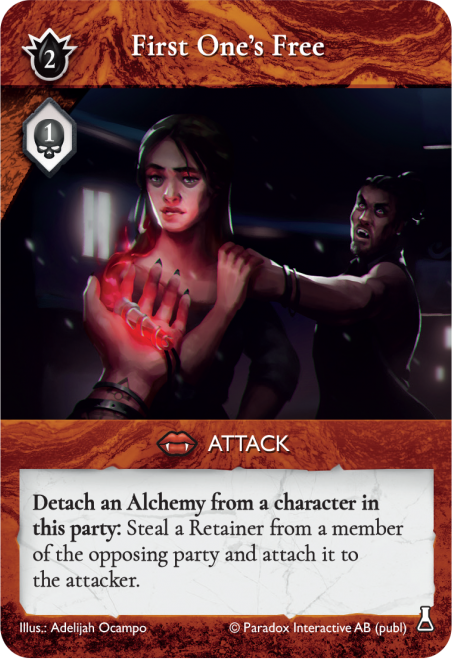 First One's Free
2
1
ATTACK
Detach an Alchemy from a character in
this party: Steal a Retainer from a member
of the opposing party and attach it to
the attacker.
Illus.: Adelijah Ocampo © Paradox Interactive AB (publ)